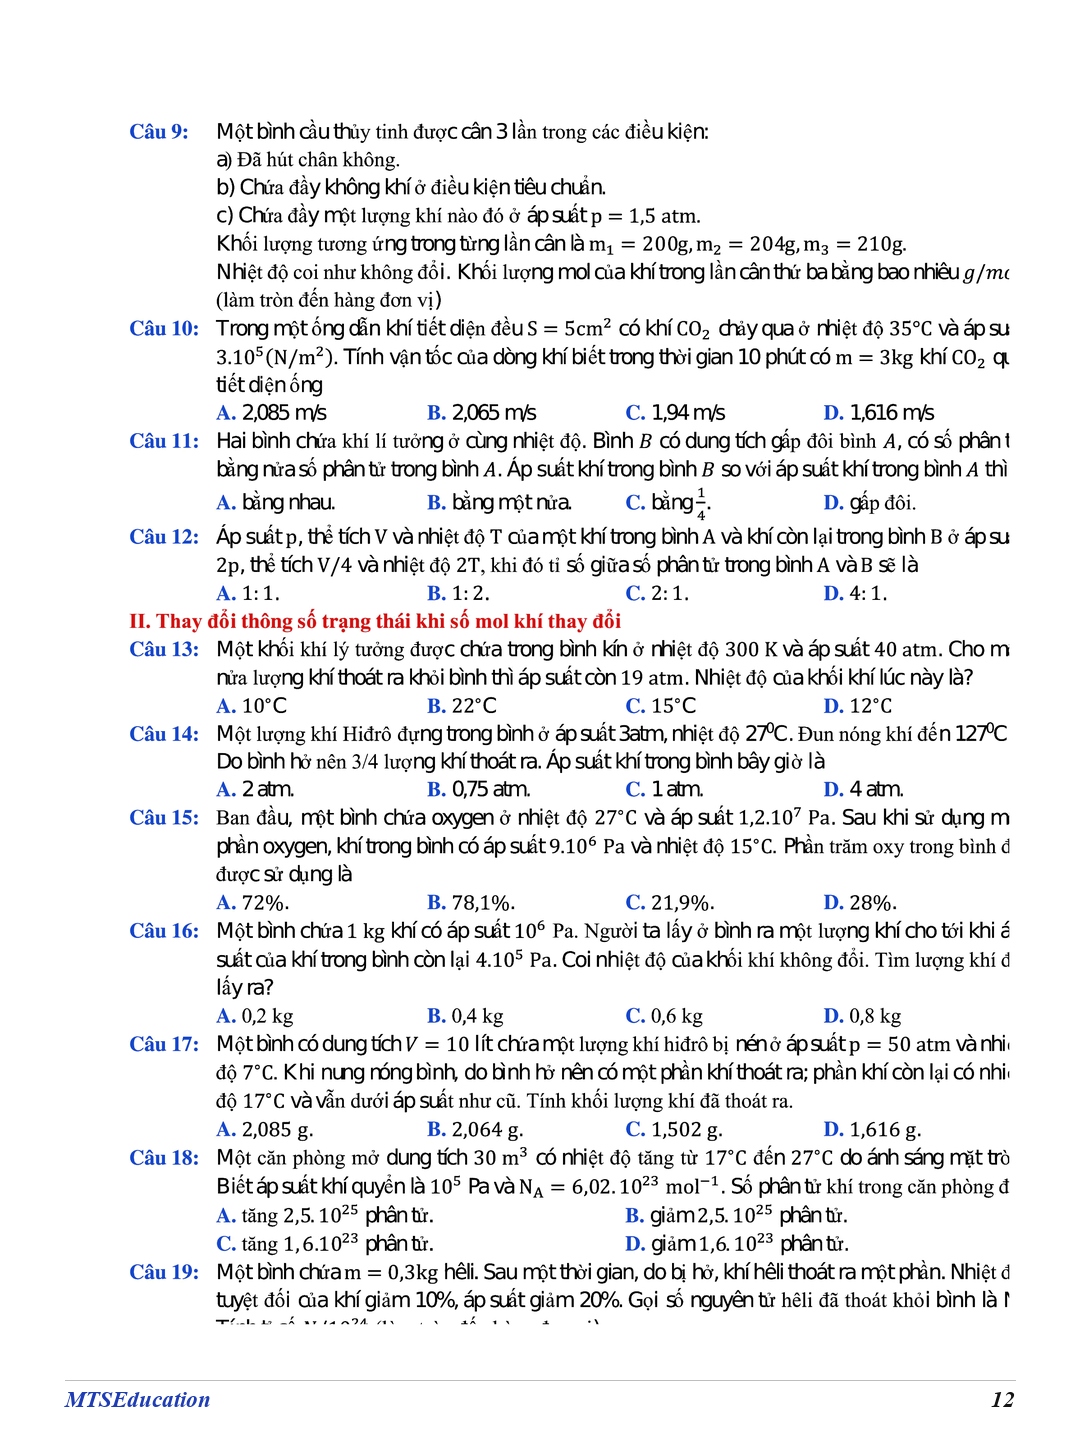 Câu 9: Một bình cầu thủy tinh được cân 3 lần trong các điều kiện:
a) Đã hút chân không.
b) Chứa đầy không khí ở điều kiện tiêu chuẩn.
c) Chứa đầy một lượng khí nào đó ở áp suất p = 1,5 atm.
Khối lượng tương ứng trong từng lần cân là m₁ = 200g, m₂ = 204g, m₃ = 210g.
Nhiệt độ coi như không đổi. Khối lượng mol của khí trong lần cân thứ ba bằng bao nhiêu g/mo
(làm tròn đến hàng đơn vị)
Câu 10: Trong một ống dẫn khí tiết diện đều S = 5cm² có khí CO₂ chảy qua ở nhiệt độ 35°C và áp su
3.10⁵(N/m²). Tính vận tốc của dòng khí biết trong thời gian 10 phút có m = 3kg khí CO₂ qu
tiết diện ống
A. 2,085 m/s B. 2,065 m/s C. 1,94 m/s D. 1,616 m/s
Câu 11: Hai bình chứa khí lí tưởng ở cùng nhiệt độ. Bình B có dung tích gấp đôi bình A, có số phân t
bằng nửa số phân tử trong bình A. Áp suất khí trong bình B so với áp suất khí trong bình A thì
A. bằng nhau. B. bằng một nửa. C. bằng 1/4. D. gấp đôi.
Câu 12: Áp suất p, thể tích V và nhiệt độ T của một khí trong bình A và khí còn lại trong bình B ở áp su
2p, thể tích V/4 và nhiệt độ 2T, khi đó tỉ số giữa số phân tử trong bình A và B sẽ là
A. 1: 1. B. 1: 2. C. 2: 1. D. 4: 1.
II. Thay đổi thông số trạng thái khi số mol khí thay đổi
Câu 13: Một khối khí lý tưởng được chứa trong bình kín ở nhiệt độ 300 K và áp suất 40 atm. Cho m
nửa lượng khí thoát ra khỏi bình thì áp suất còn 19 atm. Nhiệt độ của khối khí lúc này là?
A. 10°C B. 22°C C. 15°C D. 12°C
Câu 14: Một lượng khí Hiđrô đựng trong bình ở áp suất 3atm, nhiệt độ 27⁰C. Đun nóng khí đến 127⁰C
Do bình hở nên 3/4 lượng khí thoát ra. Áp suất khí trong bình bây giờ là
A. 2 atm. B. 0,75 atm. C. 1 atm. D. 4 atm.
Câu 15: Ban đầu, một bình chứa oxygen ở nhiệt độ 27°C và áp suất 1,2.10⁷ Pa. Sau khi sử dụng m
phần oxygen, khí trong bình có áp suất 9.10⁶ Pa và nhiệt độ 15°C. Phần trăm oxy trong bình đ
được sử dụng là
A. 72%. B. 78,1%. C. 21,9%. D. 28%.
Câu 16: Một bình chứa 1 kg khí có áp suất 10⁶ Pa. Người ta lấy ở bình ra một lượng khí cho tới khi á
suất của khí trong bình còn lại 4.10⁵ Pa. Coi nhiệt độ của khối khí không đổi. Tìm lượng khí đ
lấy ra?
A. 0,2 kg B. 0,4 kg C. 0,6 kg D. 0,8 kg
Câu 17: Một bình có dung tích V = 10 lít chứa một lượng khí hiđrô bị nén ở áp suất p = 50 atm và nhi
độ 7°C. Khi nung nóng bình, do bình hở nên có một phần khí thoát ra; phần khí còn lại có nhi
độ 17°C và vẫn dưới áp suất như cũ. Tính khối lượng khí đã thoát ra.
A. 2,085 g. B. 2,064 g. C. 1,502 g. D. 1,616 g.
Câu 18: Một căn phòng mở dung tích 30 m³ có nhiệt độ tăng từ 17°C đến 27°C do ánh sáng mặt trờ
Biết áp suất khí quyển là 10⁵ Pa và N_A = 6,02. 10²³ mol⁻¹. Số phân tử khí trong căn phòng đ
A. tăng 2,5. 10²⁵ phân tử. B. giảm 2,5. 10²⁵ phân tử.
C. tăng 1,6.10²³ phân tử. D. giảm 1,6. 10²³ phân tử.
Câu 19: Một bình chứa m = 0,3kg hêli. Sau một thời gian, do bị hở, khí hêli thoát ra một phần. Nhiệt đ
tuyệt đối của khí giảm 10%, áp suất giảm 20%. Gọi số nguyên tử hêli đã thoát khỏi bình là N
MTSEducation 12